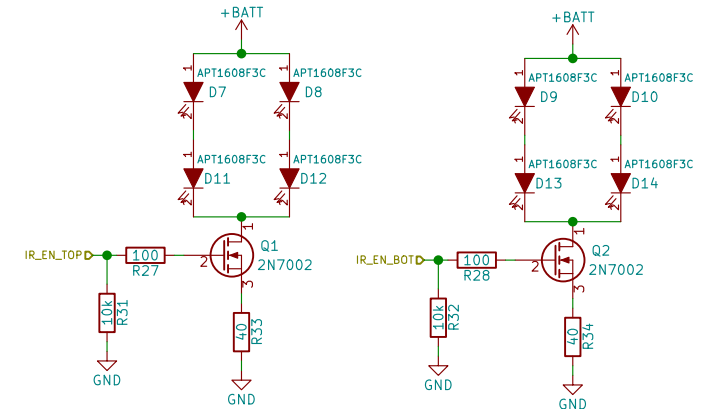 +BATT
1 APT1608F3C 1 APT1608F3C
D7 D8
2 2
1 APT1608F3C 1 APT1608F3C
D11 D12
2 2
1
IR_EN_TOP 100 2 Q1
R27 2N7002
3
10k R31
40 R33
GND
GND
+BATT
1 APT1608F3C 1 APT1608F3C
D9 D10
2 2
1 APT1608F3C 1 APT1608F3C
D13 D14
2 2
1
IR_EN_BOT 100 2 Q2
R28 2N7002
3
10k R32
40 R34
GND
GND